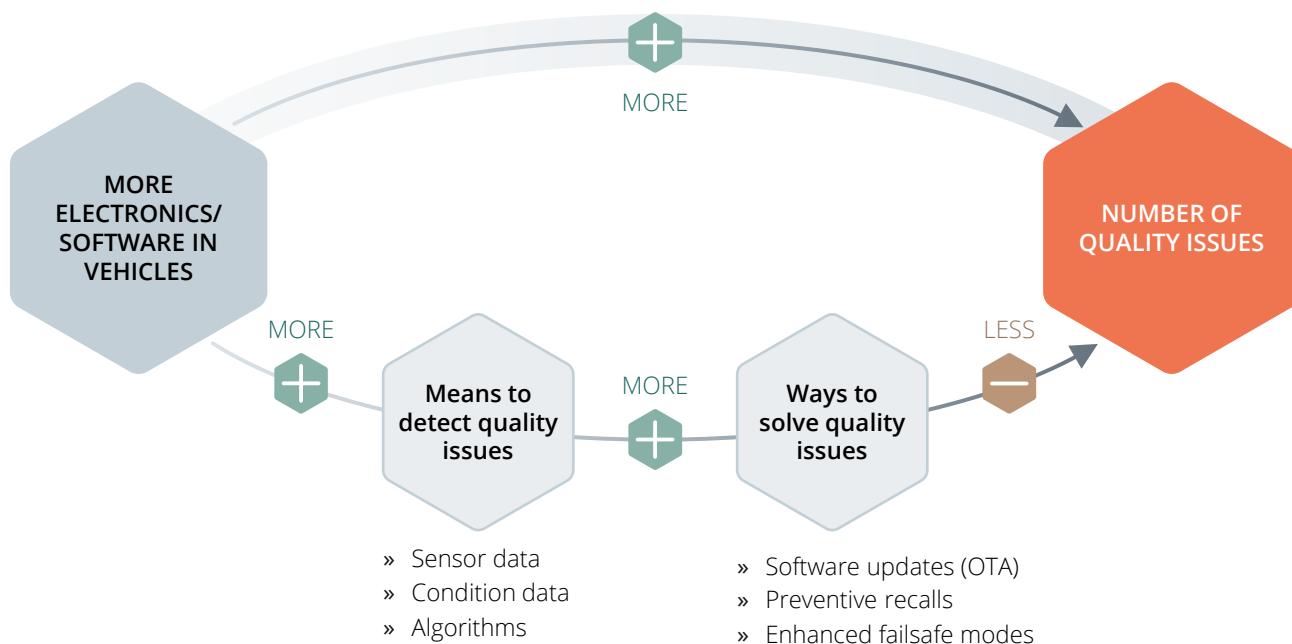 MORE
MORE
ELECTRONICS/
SOFTWARE IN
VEHICLES
NUMBER OF
QUALITY ISSUES
MORE
Means to
detect quality
issues
MORE
Ways to
solve quality
issues
LESS
» Sensor data
» Condition data
» Algorithms
» Software updates (OTA)
» Preventive recalls
» Enhanced failsafe modes